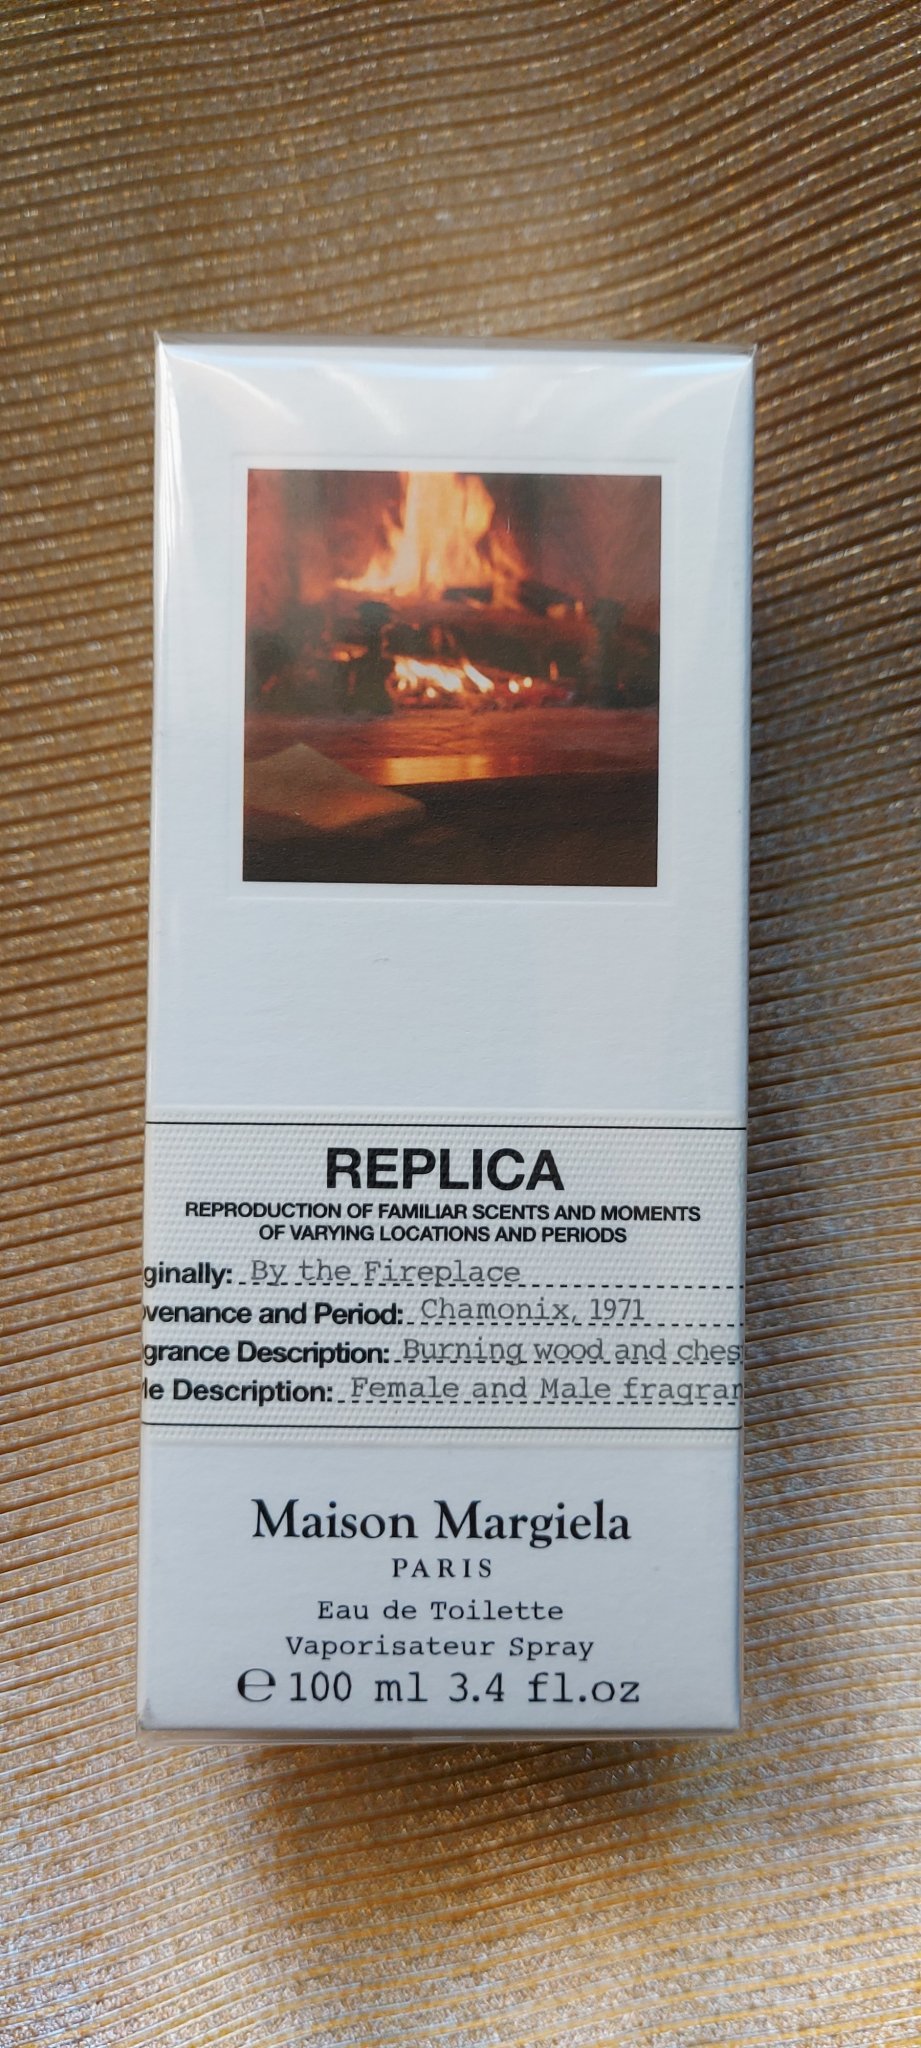 REPLICA
REPRODUCTION OF FAMILIAR SCENTS AND MOMENTS
OF VARYING LOCATIONS AND PERIODS
ginally: By the Fireplace
venance and Period: Chamonix, 1971
grance Description: Burning wood and ches
le Description: Female and Male fragran
Maison Margiela
PARIS
Eau de Toilette
Vaporisateur Spray
℮ 100 ml 3.4 fl.oz